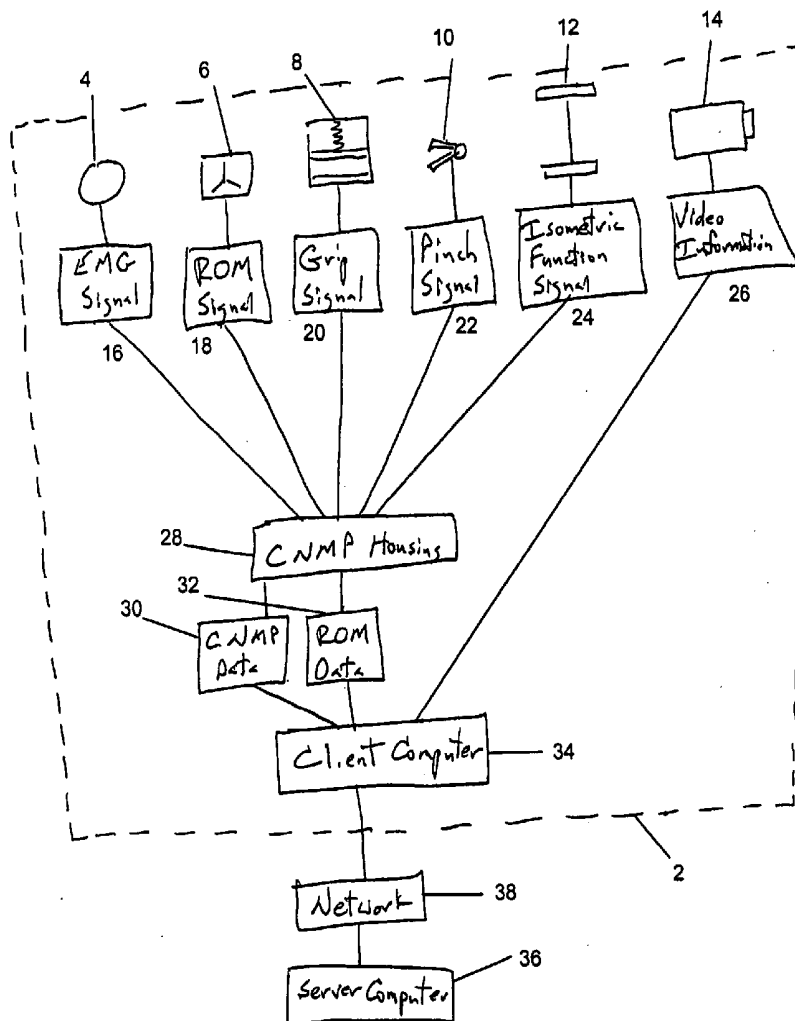 4
6
8
10
12
14
EMG
Signal
ROM
Signal
Grip
Signal
Pinch
Signal
Isometric
Function
Signal
Video
Information
16
18
20
22
24
26
28
CNMP Housing
32
30
CNMP
Data
ROM
Data
Client Computer
34
2
Network
38
Server Computer
36